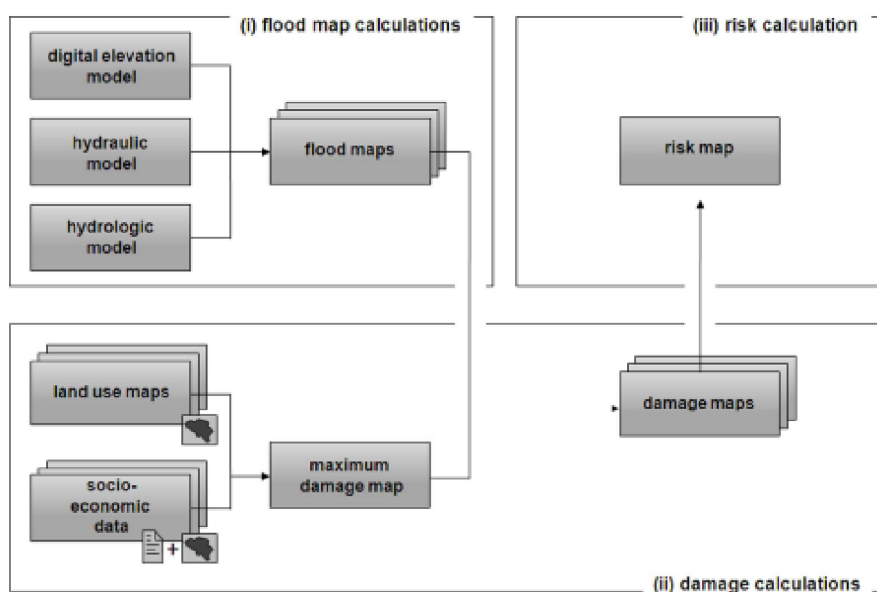 (i) flood map calculations
digital elevation
model
hydraulic
model
hydrologic
model
flood maps
(iii) risk calculation
risk map
land use maps
socio-
economic
data
+
maximum
damage map
damage maps
(ii) damage calculations